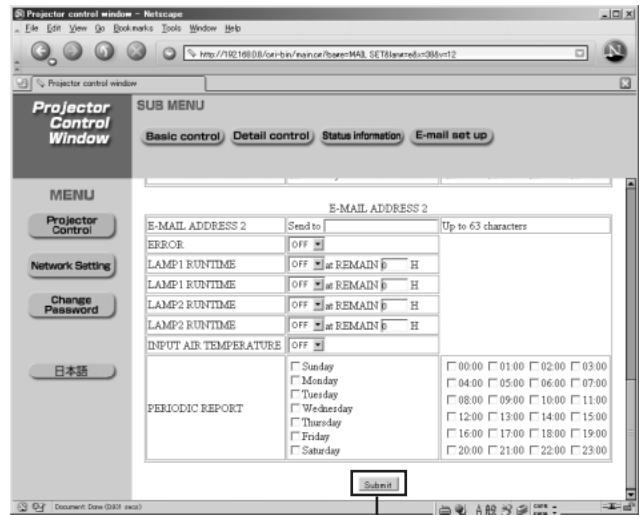 Projector control window - Netscape
File Edit View Go Bookmarks Tools Window Help
Projector control window
Projector Control Window
SUB MENU
Basic control Detail control Status information E-mail set up
MENU
Projector Control
Network Setting
Change Password
日本語
E-MAIL ADDRESS 2
E-MAIL ADDRESS 2 Send to Up to 63 characters
ERROR OFF
LAMP1 RUNTIME OFF at REMAIN 0 H
LAMP1 RUNTIME OFF at REMAIN 0 H
LAMP2 RUNTIME OFF at REMAIN 0 H
LAMP2 RUNTIME OFF at REMAIN 0 H
INPUT AIR TEMPERATURE OFF
PERIODIC REPORT
Sunday
Monday
Tuesday
Wednesday
Thursday
Friday
Saturday
00:00 01:00 02:00 03:00
04:00 05:00 06:00 07:00
08:00 09:00 10:00 11:00
12:00 13:00 14:00 15:00
16:00 17:00 18:00 19:00
20:00 21:00 22:00 23:00
Submit
Document: Done
A 般